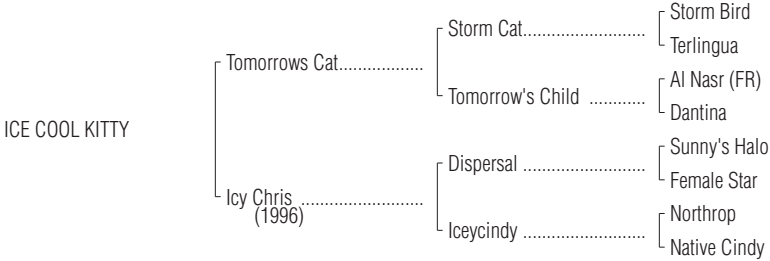 ICE COOL KITTY
Tomorrows Cat..................
Storm Cat.........................
Storm Bird
Terlingua
Tomorrow's Child ............
Al Nasr (FR)
Dantina
Icy Chris .........................
(1996)
Dispersal .........................
Sunny's Halo
Female Star
Iceycindy .........................
Northrop
Native Cindy